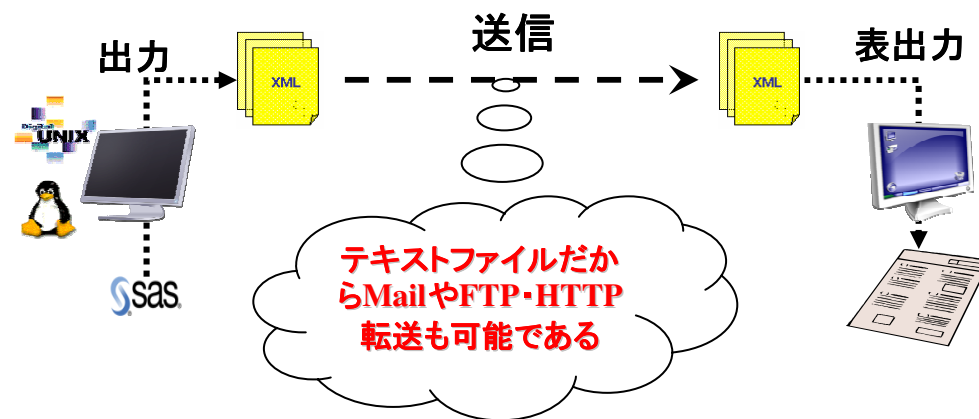 出力
送信
表出力
XML
XML
Digital
UNIX
sas
テキストファイルだか
らMailやFTP・HTTP
転送も可能である